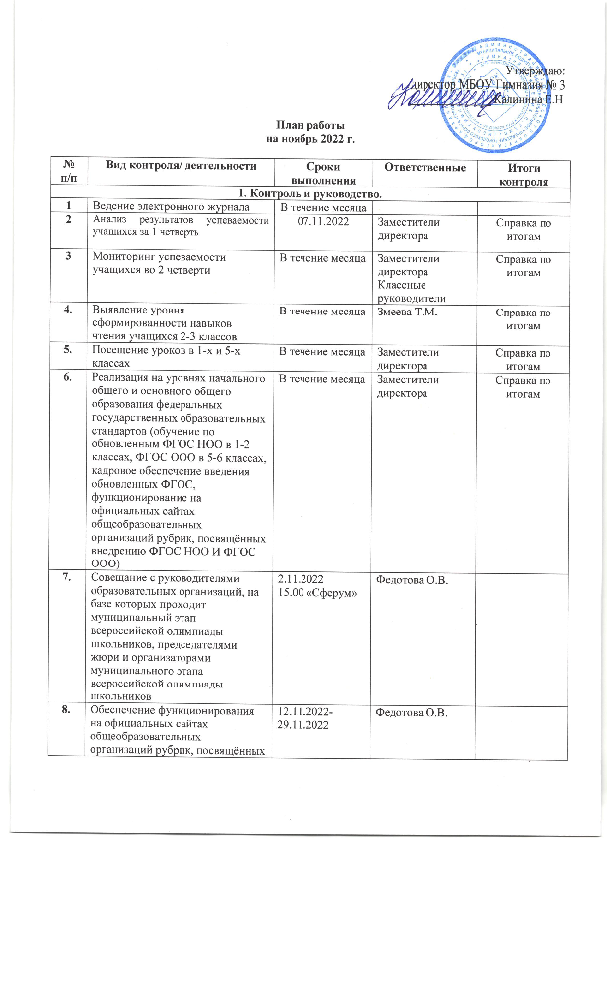 Утверждаю:
директор МБОУ Гимназия № 3
Калинина Е.Н
План работы
на ноябрь 2022 г.
№ п/п Вид контроля/ деятельности Сроки выполнения Ответственные Итоги контроля
1. Контроль и руководство.
1 Ведение электронного журнала В течение месяца
2 Анализ результатов успеваемости 07.11.2022 Заместители Справка по
учащихся за 1 четверть директора итогам
3 Мониторинг успеваемости В течение месяца Заместители Справка по
учащихся во 2 четверти директора итогам
Классные
руководители
4. Выявление уровня В течение месяца Змеева Т.М. Справка по
сформированности навыков итогам
чтения учащихся 2-3 классов
5. Посещение уроков в 1-х и 5-х В течение месяца Заместители Справка по
классах директора итогам
6. Реализация на уровнях начального В течение месяца Заместители Справка по
общего и основного общего директора итогам
образования федеральных
государственных образовательных
стандартов (обучение по
обновленным ФГОС НОО в 1-2
классах, ФГОС ООО в 5-6 классах,
кадровое обеспечение введения
обновленных ФГОС,
функционирование на
официальных сайтах
общеобразовательных
организаций рубрик, посвящённых
внедрению ФГОС НОО И ФГОС
ООО)
7. Совещание с руководителями 2.11.2022 Федотова О.В.
образовательных организаций, на 15.00 «Сферум»
базе которых проходит
муниципальный этап
всероссийской олимпиады
школьников, председателями
жюри и организаторами
муниципального этапа
всероссийской олимпиады
школьников
8. Обеспечение функционирования 12.11.2022- Федотова О.В.
на официальных сайтах 29.11.2022
общеобразовательных
организаций рубрик, посвящённых